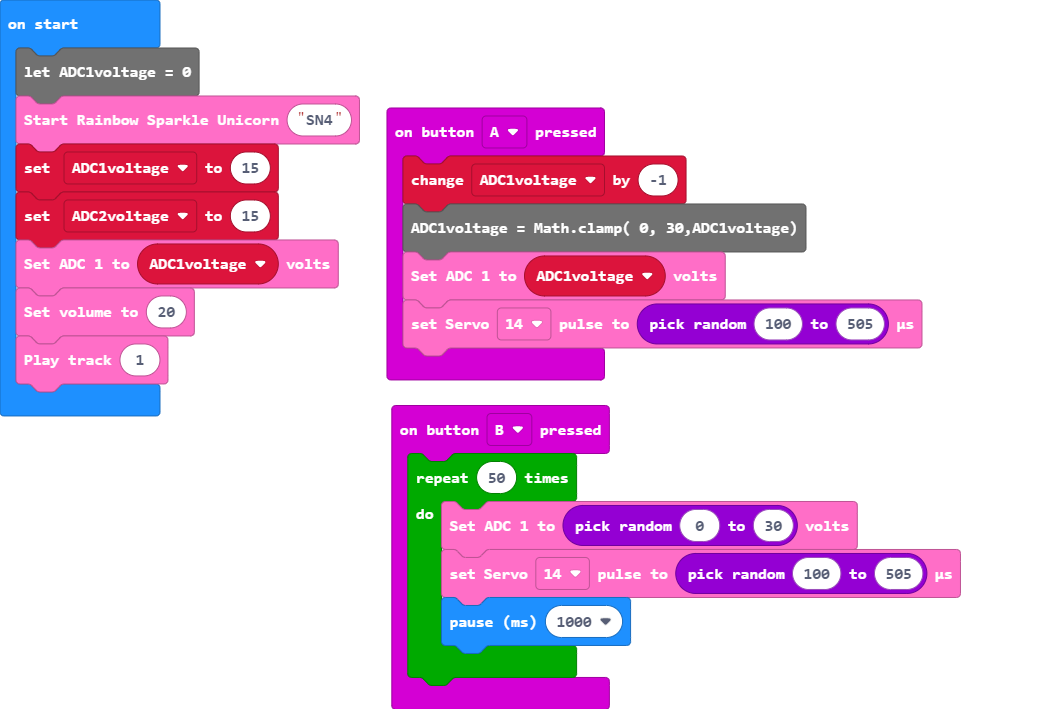 on start
let ADC1voltage = 0
Start Rainbow Sparkle Unicorn "SN4"
set ADC1voltage to 15
set ADC2voltage to 15
Set ADC 1 to ADC1voltage volts
Set volume to 20
Play track 1
on button A pressed
change ADC1voltage by -1
ADC1voltage = Math.clamp( 0, 30,ADC1voltage)
Set ADC 1 to ADC1voltage volts
set Servo 14 pulse to pick random 100 to 505 µs
on button B pressed
repeat 50 times
do
Set ADC 1 to pick random 0 to 30 volts
set Servo 14 pulse to pick random 100 to 505 µs
pause (ms) 1000